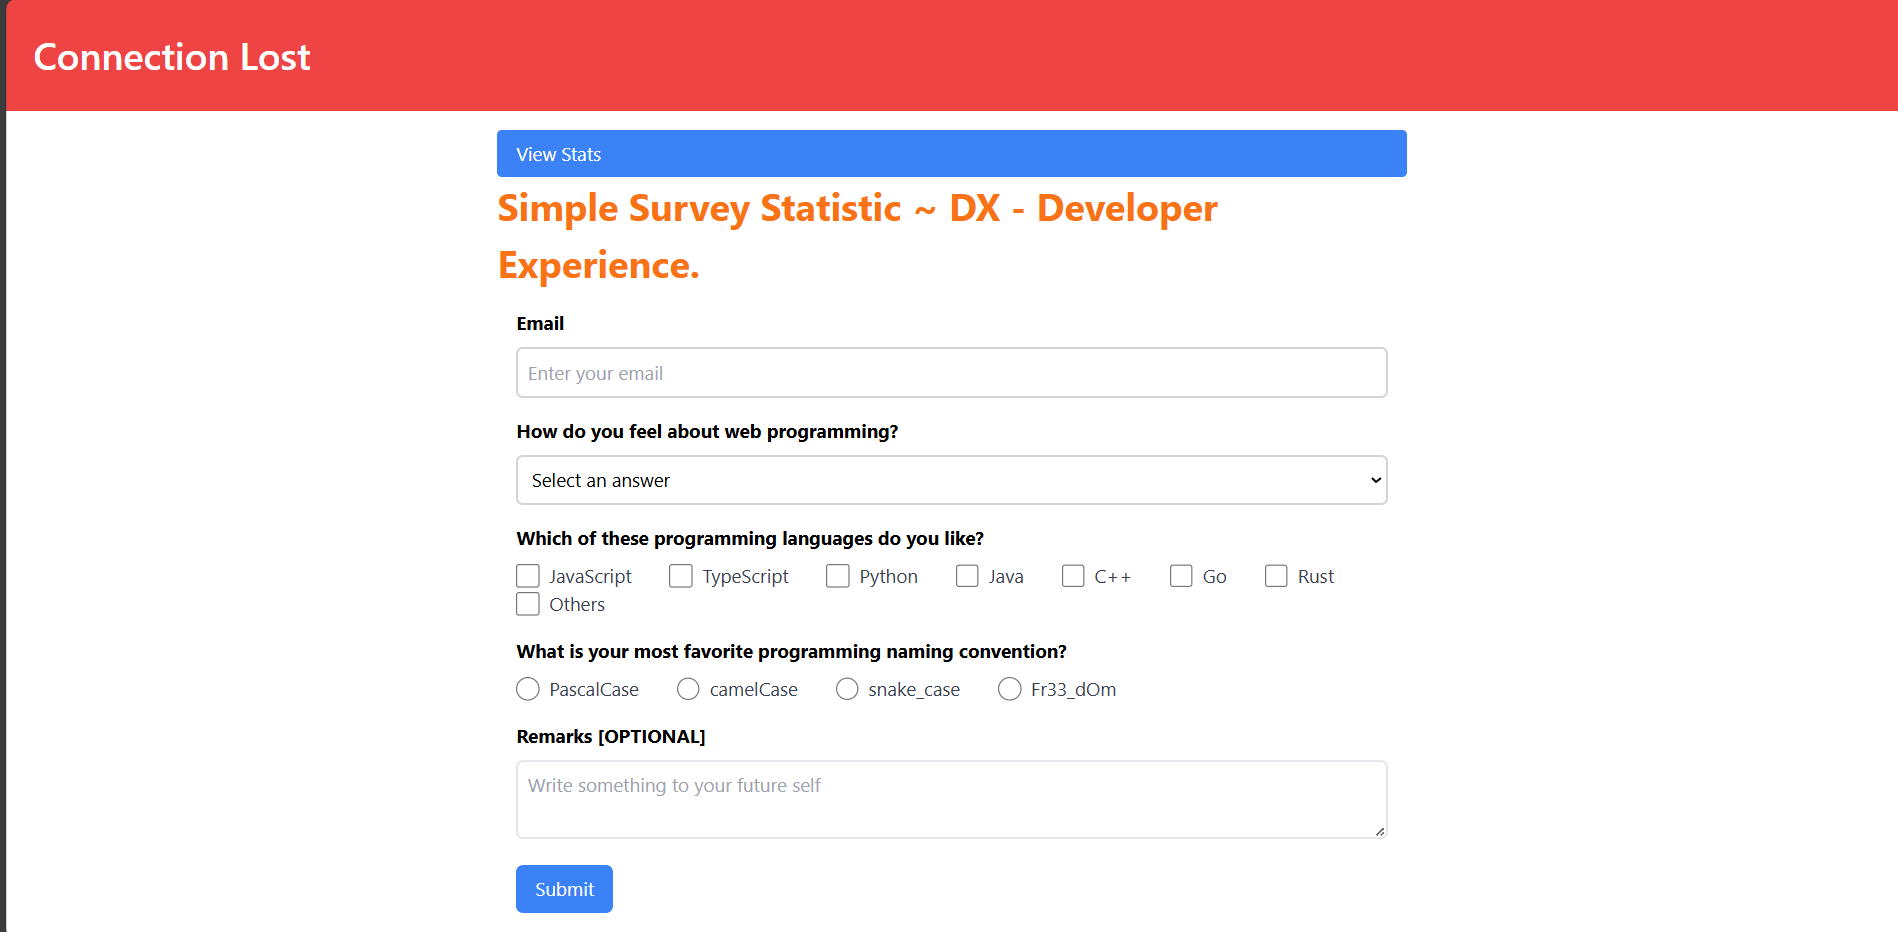 Connection Lost
View Stats
Simple Survey Statistic ~ DX - Developer
Experience.
Email
Enter your email
How do you feel about web programming?
Select an answer
Which of these programming languages do you like?
JavaScript TypeScript Python Java C++ Go Rust
Others
What is your most favorite programming naming convention?
PascalCase camelCase snake_case Fr33_dOm
Remarks [OPTIONAL]
Write something to your future self
Submit